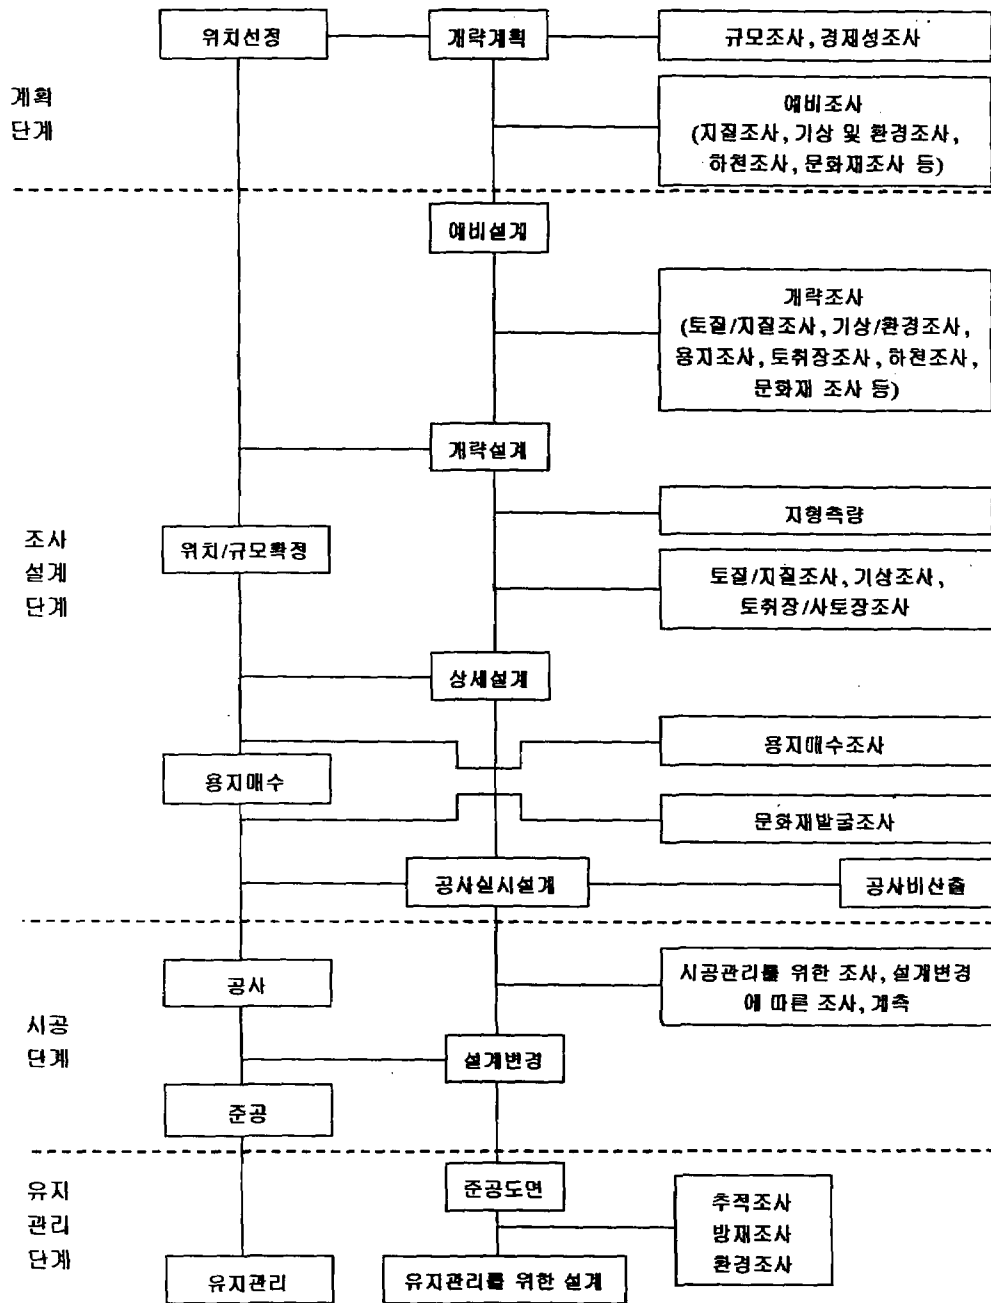 위치선정
개략계획
규모조사, 경제성조사
계획
단계
예비조사
(지질조사, 기상 및 환경조사,
하천조사, 문화재조사 등)
예비설계
개략조사
(토질/지질조사, 기상/환경조사,
용지조사, 토취장조사, 하천조사,
문화재 조사 등)
개략설계
지형측량
조사
설계
단계
위치/규모확정
토질/지질조사, 기상조사,
토취장/사토장조사
상세설계
용지매수조사
용지매수
문화재발굴조사
공사실시설계
공사비산출
공사
시공관리를 위한 조사, 설계변경
에 따른 조사, 계측
시공
단계
설계변경
준공
유지
관리
단계
준공도면
추적조사
방재조사
환경조사
유지관리
유지관리를 위한 설계